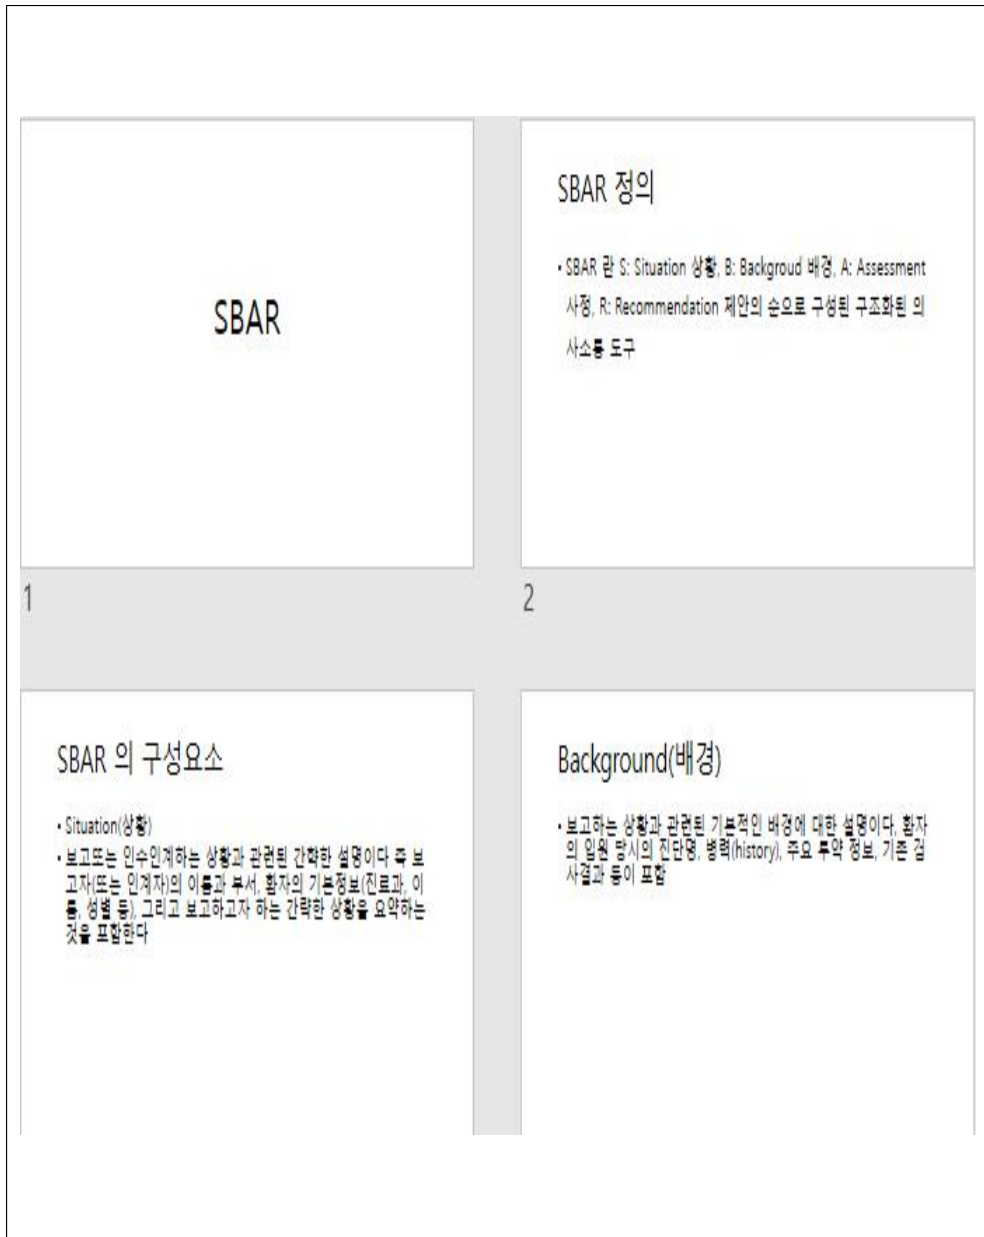 SBAR
SBAR 정의
• SBAR 란 S: Situation 상황, B: Backgroud 배경, A: Assessment
사정, R: Recommendation 제안의 순으로 구성된 구조화된 의
사소통 도구
1
2
SBAR 의 구성요소
• Situation(상황)
• 보고또는 인수인계하는 상황과 관련된 간략한 설명이다 즉 보
고자(또는 인계자)의 이름과 부서, 환자의 기본정보(진료과, 이
름, 성별 등), 그리고 보고하고자 하는 간략한 상황을 요약하는
것을 포함한다
Background(배경)
• 보고하는 상황과 관련된 기본적인 배경에 대한 설명이다, 환자
의 입원 당시의 진단명, 병력(history), 주요 투약 정보, 기존 검
사결과 등이 포함